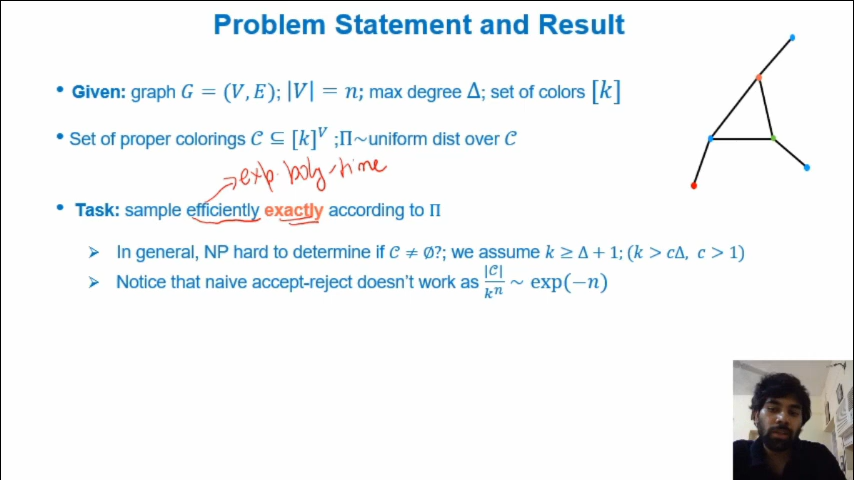 Problem Statement and Result
• Given: graph G = (V, E); |V| = n; max degree Δ; set of colors [k]
• Set of proper colorings 𝒞 ⊆ [k]^V ;Π~uniform dist over 𝒞
exp. poly-time
• Task: sample efficiently exactly according to Π
➢ In general, NP hard to determine if 𝒞 ≠ ∅?; we assume k ≥ Δ + 1; (k > cΔ, c > 1)
➢ Notice that naive accept-reject doesn't work as |𝒞|/k^n ~ exp(−n)